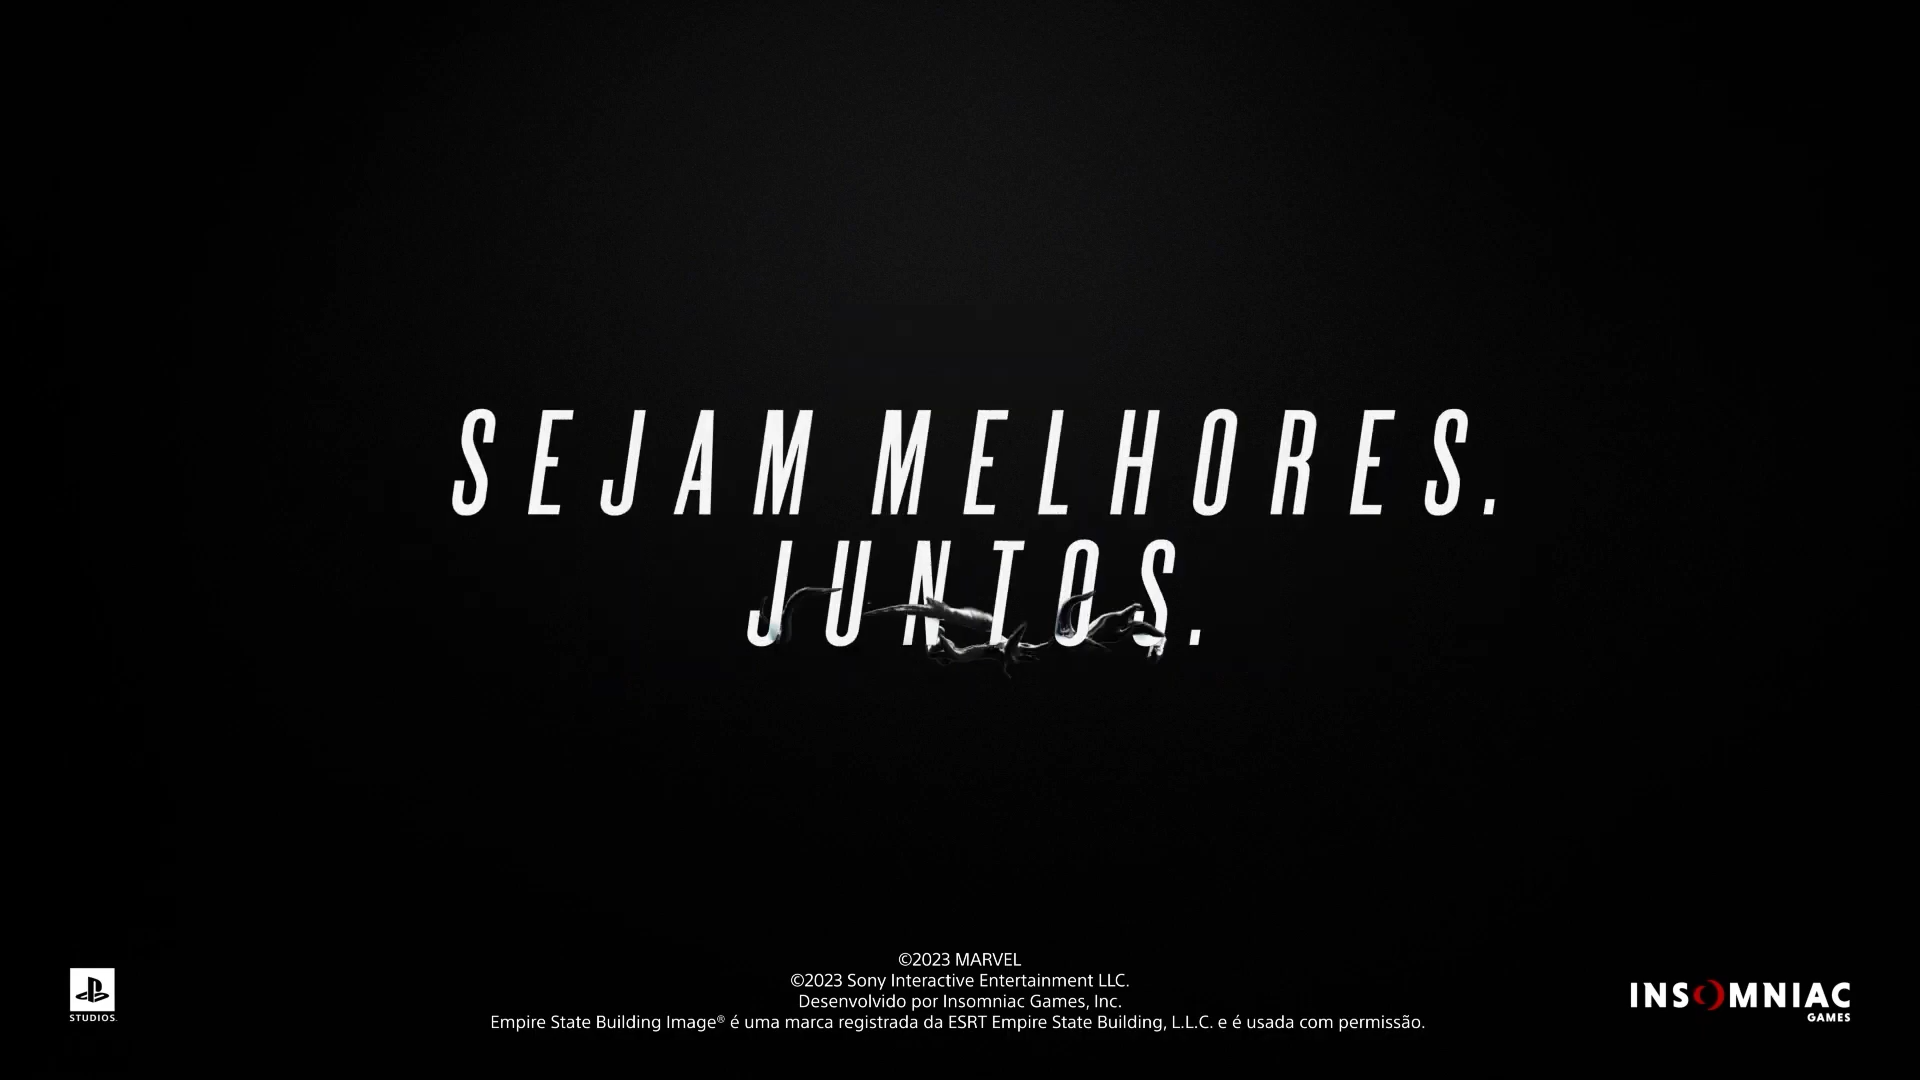 SEJAM MELHORES.
JUNTOS.
©2023 MARVEL
©2023 Sony Interactive Entertainment LLC.
Desenvolvido por Insomniac Games, Inc.
Empire State Building Image® é uma marca registrada da ESRT Empire State Building, L.L.C. e é usada com permissão.
STUDIOS
INSOMNIAC
GAMES